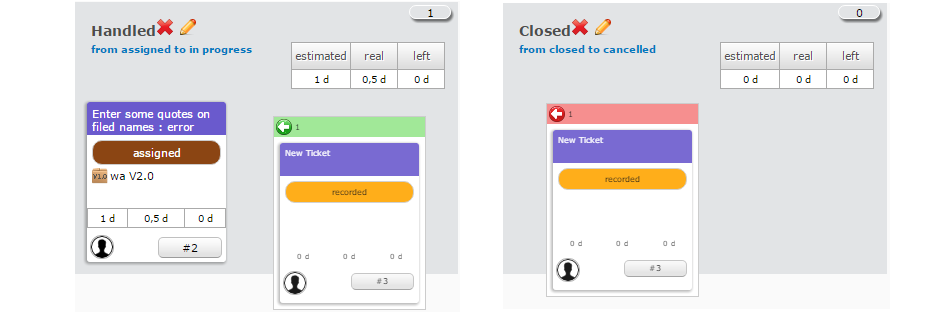 1
Handled
from assigned to in progress
estimated real left
1 d 0,5 d 0 d
Enter some quotes on
filed names : error
assigned
V1.0 wa V2.0
1 d 0,5 d 0 d
#2
1
New Ticket
recorded
0 d 0 d 0 d
#3
0
Closed
from closed to cancelled
estimated real left
0 d 0 d 0 d
1
New Ticket
recorded
0 d 0 d 0 d
#3